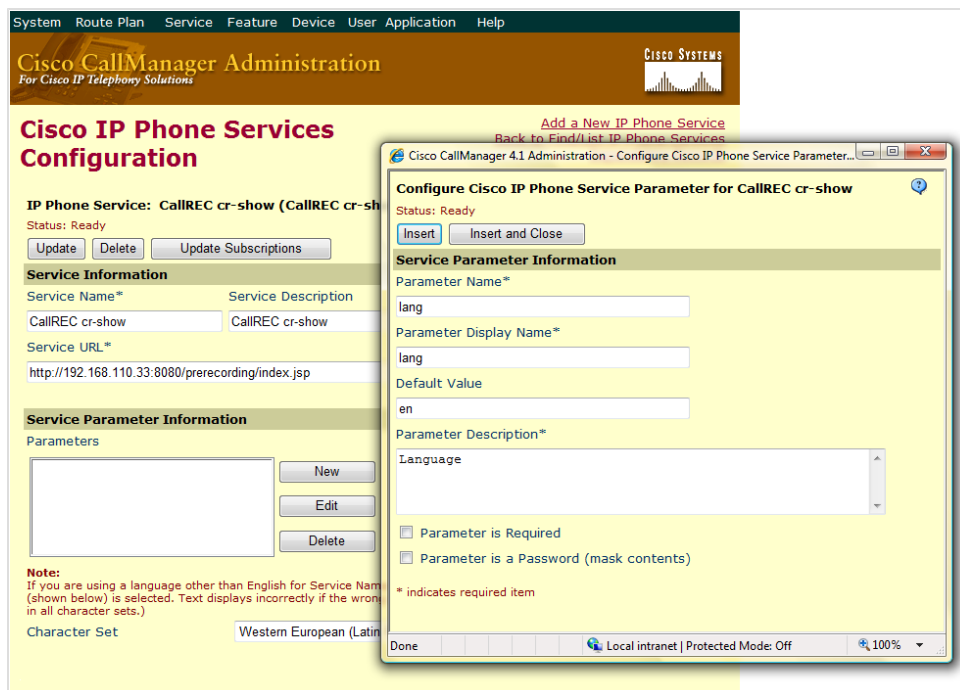 System Route Plan Service Feature Device User Application Help
Cisco CallManager Administration
For Cisco IP Telephony Solutions
CISCO SYSTEMS
Cisco IP Phone Services
Configuration
Add a New IP Phone Service
Back to Find/List IP Phone Services
IP Phone Service: CallREC cr-show (CallREC cr-sh
Status: Ready
Update Delete Update Subscriptions
Service Information
Service Name* Service Description
CallREC cr-show CallREC cr-show
Service URL*
http://192.168.110.33:8080/prerecording/index.jsp
Service Parameter Information
Parameters
New
Edit
Delete
Note:
If you are using a language other than English for Service Nam
(shown below) is selected. Text displays incorrectly if the wrong
in all character sets.)
Character Set Western European (Latin
Cisco CallManager 4.1 Administration - Configure Cisco IP Phone Service Parameter...
Configure Cisco IP Phone Service Parameter for CallREC cr-show
Status: Ready
Insert Insert and Close
Service Parameter Information
Parameter Name*
lang
Parameter Display Name*
lang
Default Value
en
Parameter Description*
Language
Parameter is Required
Parameter is a Password (mask contents)
* indicates required item
Done Local intranet | Protected Mode: Off 100%